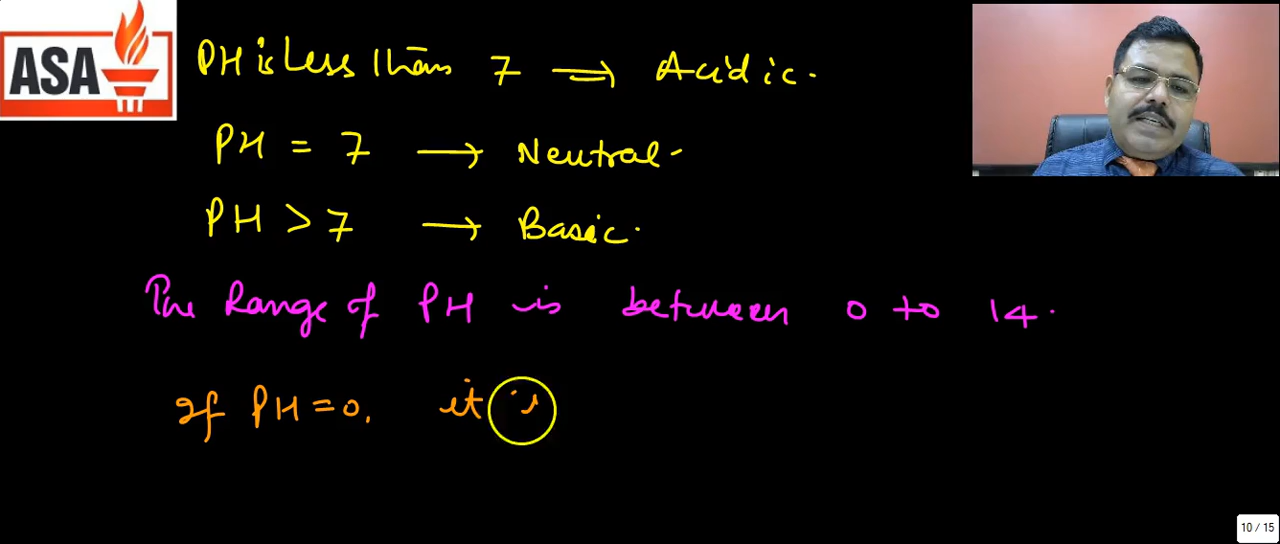 ASA
PH is Less than 7 ⟹ Acidic.
PH = 7 → Neutral-
PH > 7 → Basic.
The Range of PH is between 0 to 14.
If PH = 0. it is
10 / 15